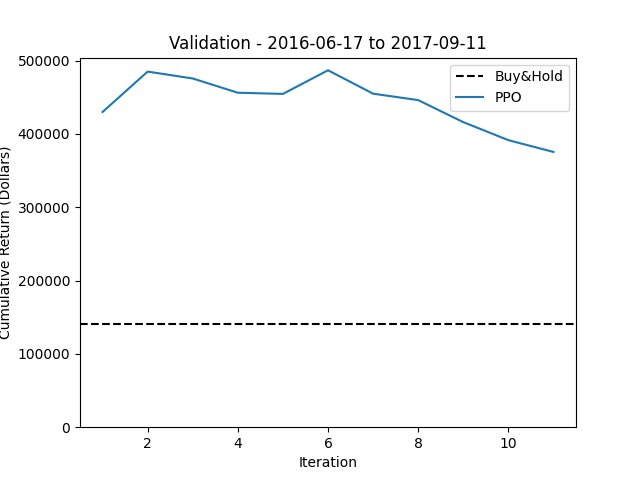 Validation - 2016-06-17 to 2017-09-11
Cumulative Return (Dollars)
500000
400000
300000
200000
100000
0
Buy&Hold
PPO
2 4 6 8 10
Iteration